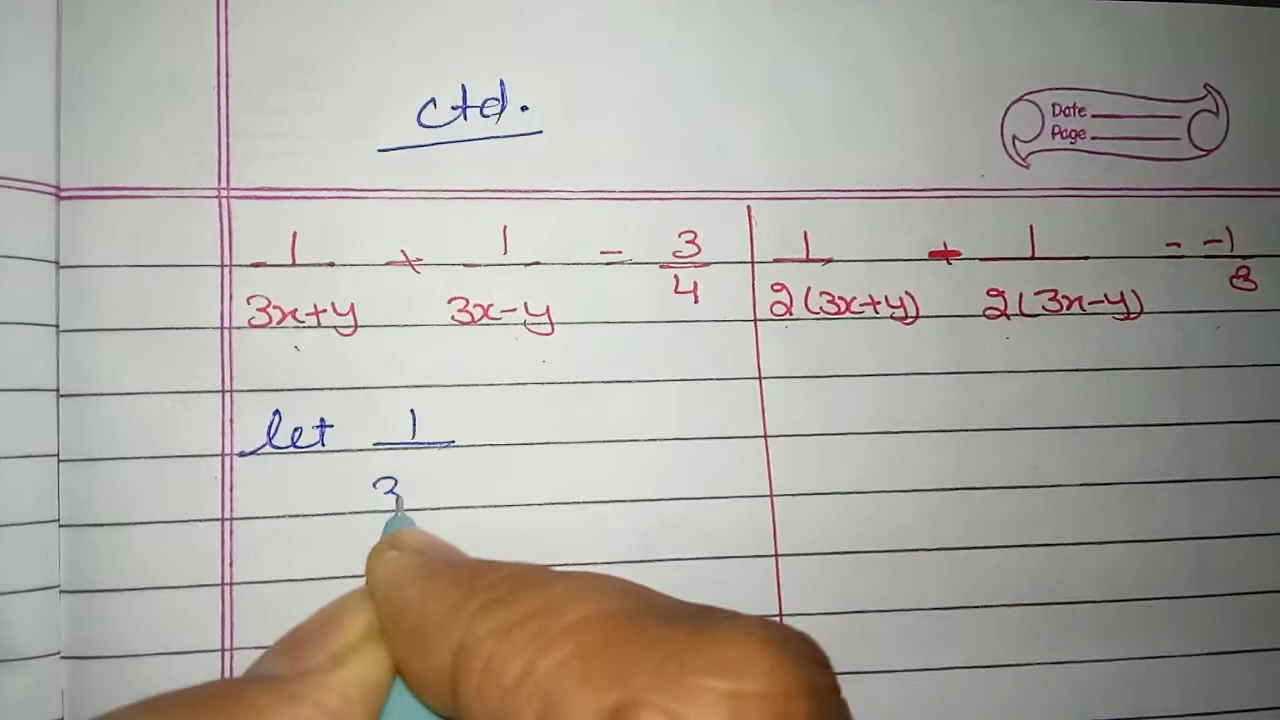 ctd.
Date
Page
1/(3x+y) + 1/(3x-y) = 3/4
1/(2(3x+y)) + 1/(2(3x-y)) = -1/8
let 1/3